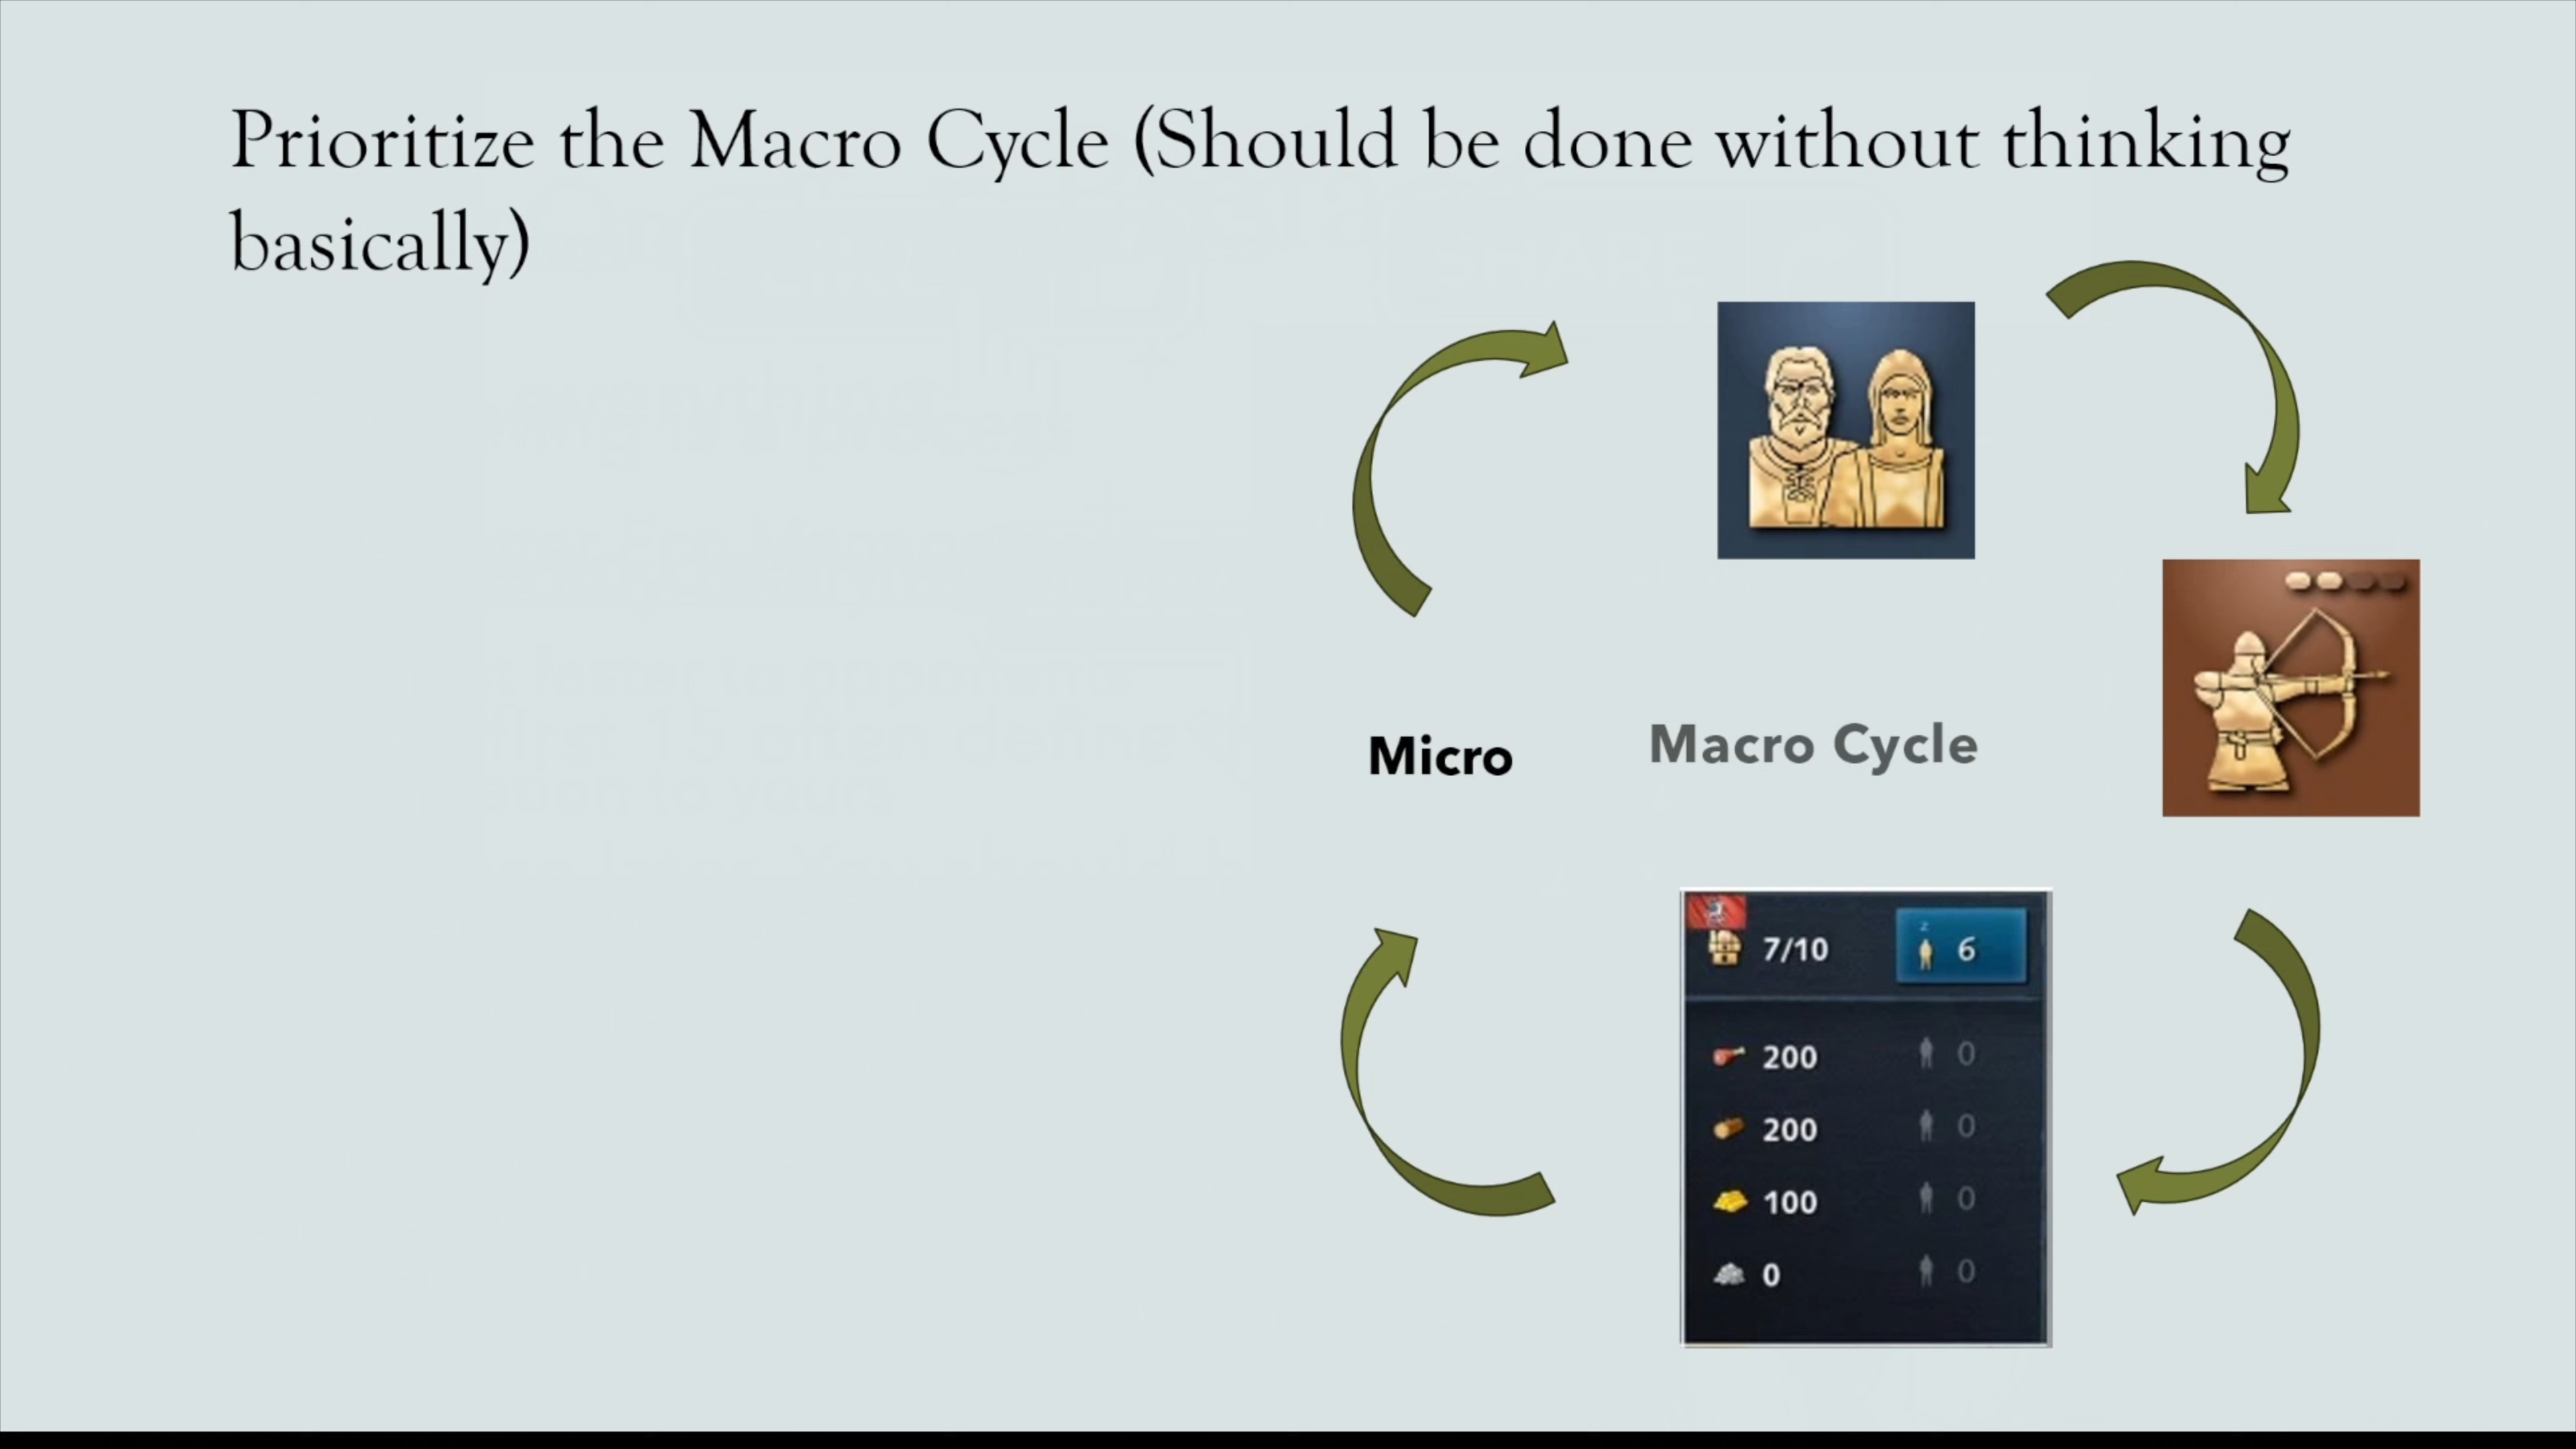 Prioritize the Macro Cycle (Should be done without thinking
basically)
Micro
Macro Cycle
7/10
z
6
200
0
200
0
100
0
0
0